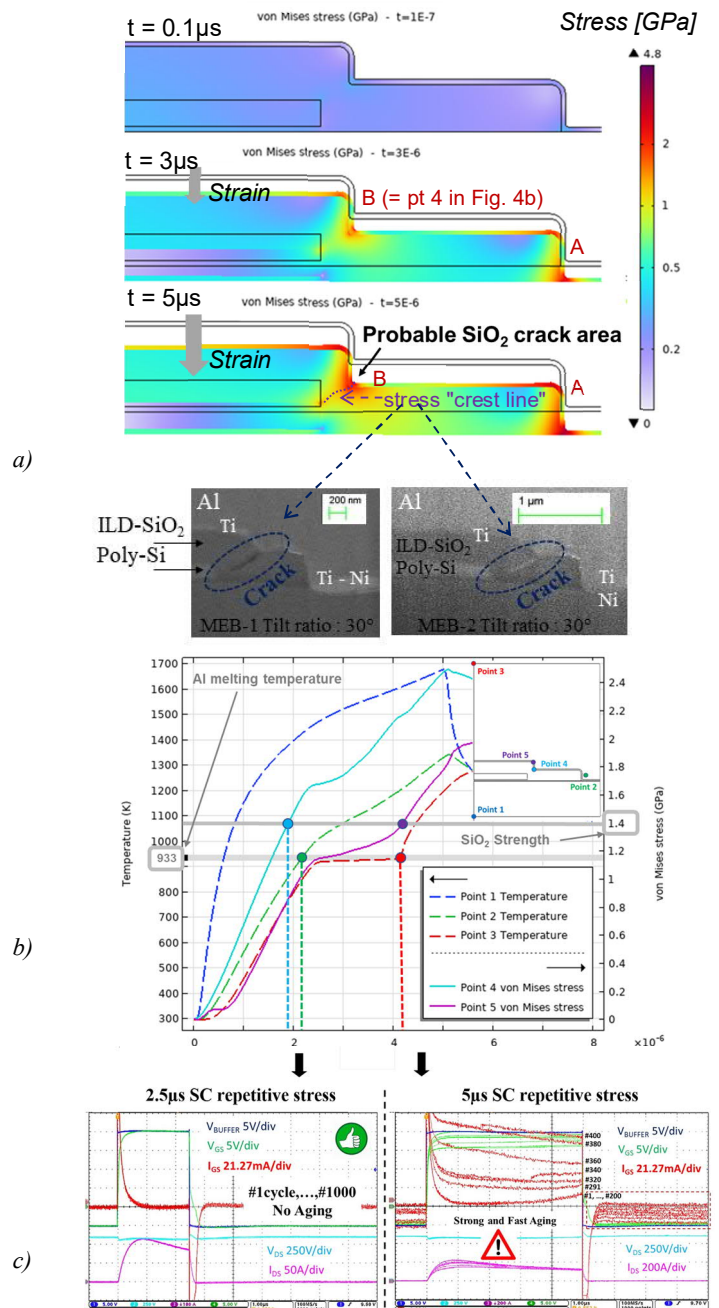 von Mises stress (GPa) - t=1E-7
Stress [GPa]
t = 0.1µs
▲ 4.8
4
2
1
0.5
0.2
▼ 0
von Mises stress (GPa) - t=3E-6
t = 3µs
Strain
B (= pt 4 in Fig. 4b)
A
von Mises stress (GPa) - t=5E-6
t = 5µs
Probable SiO2 crack area
Strain
B
A
stress "crest line"
a)
Al
200 nm
Al
1 µm
ILD-SiO2
Ti
Poly-Si
Crack
Ti - Ni
MEB-1 Tilt ratio : 30°
Ti
ILD-SiO2
Poly-Si
Crack
Ti
Ni
MEB-2 Tilt ratio : 30°
Al melting temperature
Point 3
Point 5
Point 4
Point 2
Point 1
SiO2 Strength
1700
1600
1500
1400
1300
1200
1100
1000
933
900
800
700
600
500
400
300
Temperature (K)
2.4
2.2
2
1.8
1.6
1.4
1.2
1
0.8
0.6
0.4
0.2
0
von Mises stress (GPa)
Point 1 Temperature
Point 2 Temperature
Point 3 Temperature
Point 4 von Mises stress
Point 5 von Mises stress
0 2 4 6 8 ×10⁻⁶
b)
2.5µs SC repetitive stress
5µs SC repetitive stress
VBUFFER 5V/div
VGS 5V/div
IGS 21.27mA/div
#1cycle,...,#1000
No Aging
VDS 250V/div
IDS 50A/div
VBUFFER 5V/div
VGS 5V/div
IGS 21.27mA/div
#400
#380
#360
#340
#320
#291
#1, ..., #200
Strong and Fast Aging
VDS 250V/div
IDS 200A/div
c)